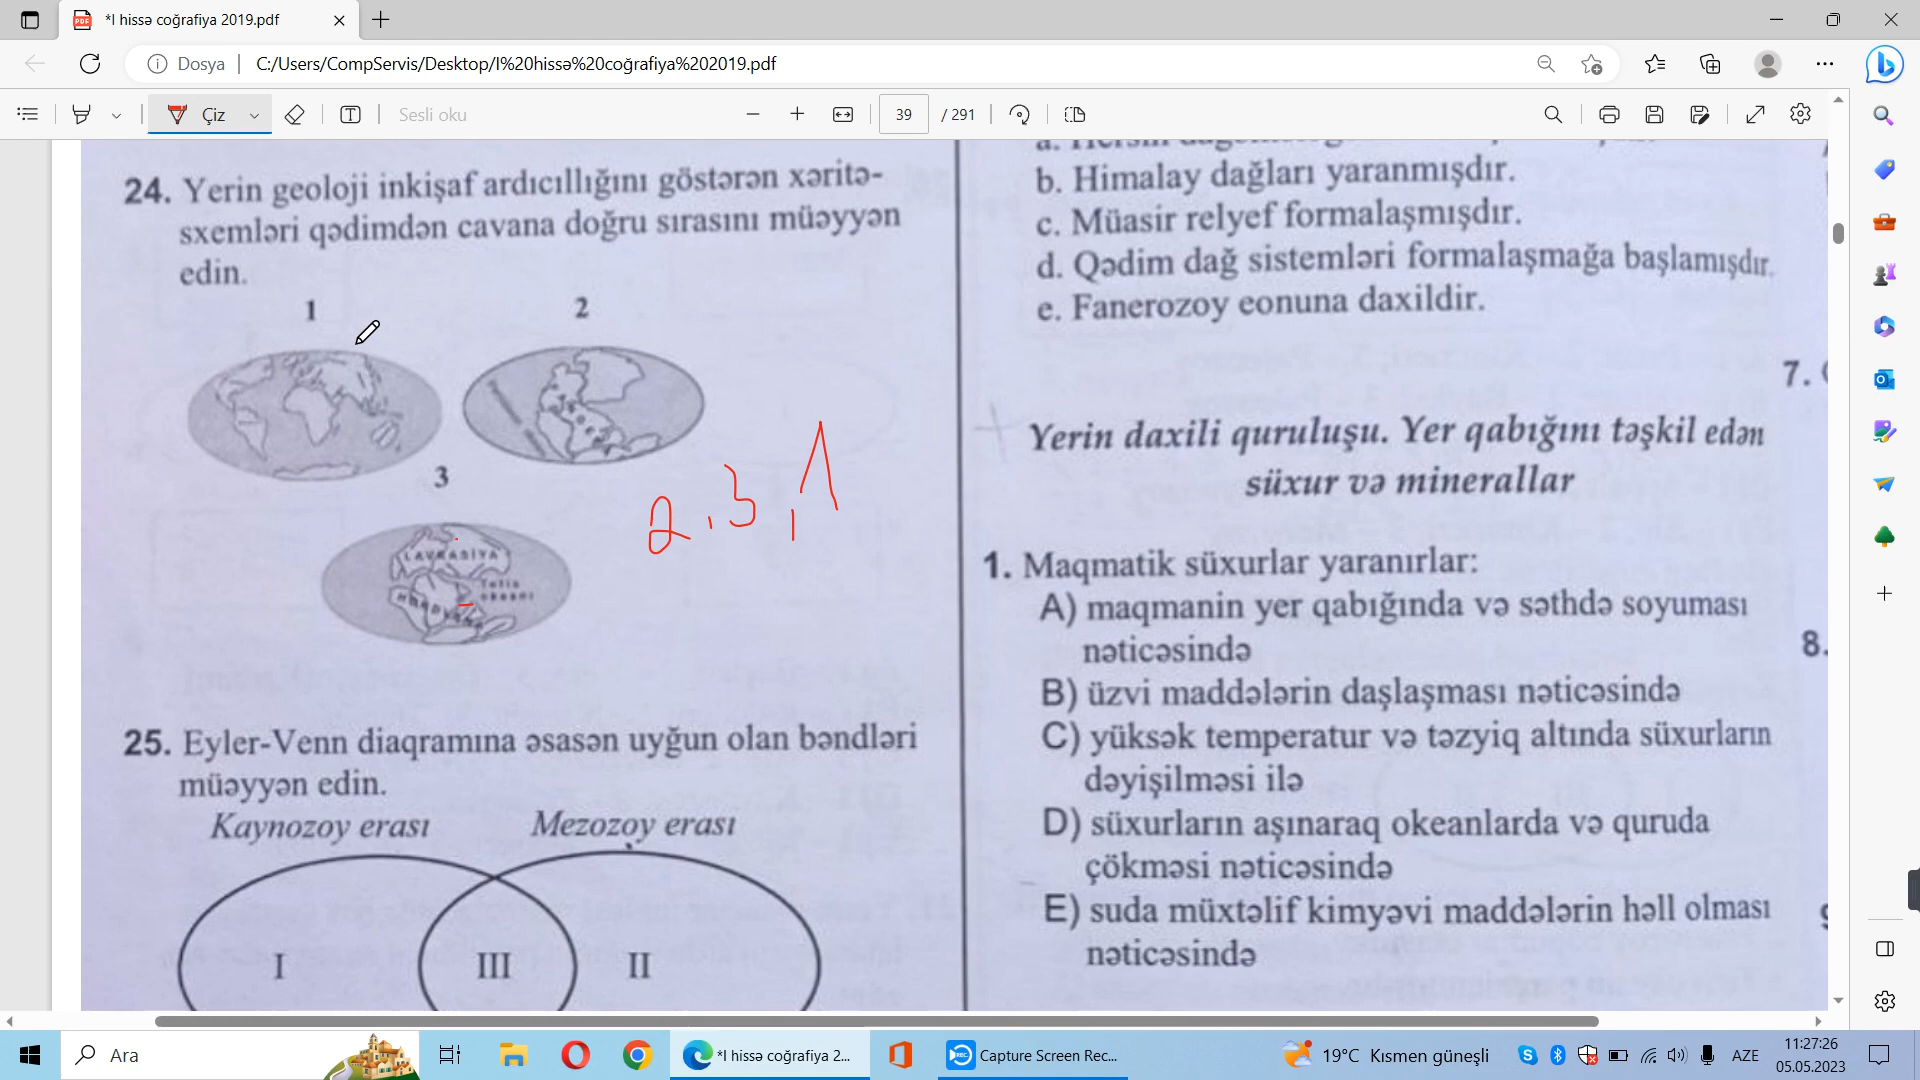 *I hissə coğrafiya 2019.pdf
Dosya
C:/Users/CompServis/Desktop/I%20hissə%20coğrafiya%202019.pdf
Çiz
Sesli oku
39
/ 291
24. Yerin geoloji inkişaf ardıcıllığını göstərən xəritə-
sxemləri qədimdən cavana doğru sırasını müəyyən
edin.
1
2
3
LAVRASİYA
2.3,1
25. Eyler-Venn diaqramına əsasən uyğun olan bəndləri
müəyyən edin.
Kaynozoy erası
Mezozoy erası
I
III
II
b. Himalay dağları yaranmışdır.
c. Müasir relyef formalaşmışdır.
d. Qədim dağ sistemləri formalaşmağa başlamışdır.
e. Fanerozoy eonuna daxildir.
Yerin daxili quruluşu. Yer qabığını təşkil edən
süxur və minerallar
1. Maqmatik süxurlar yaranırlar:
A) maqmanin yer qabığında və səthdə soyuması
nəticəsində
B) üzvi maddələrin daşlaşması nəticəsində
C) yüksək temperatur və təzyiq altında süxurların
dəyişilməsi ilə
D) süxurların aşınaraq okeanlarda və quruda
çökməsi nəticəsində
E) suda müxtəlif kimyəvi maddələrin həll olması
nəticəsində
7.
8.
Ara
*I hissə coğrafiya 2...
Capture Screen Rec...
19°C Kısmen güneşli
AZE
11:27:26
05.05.2023